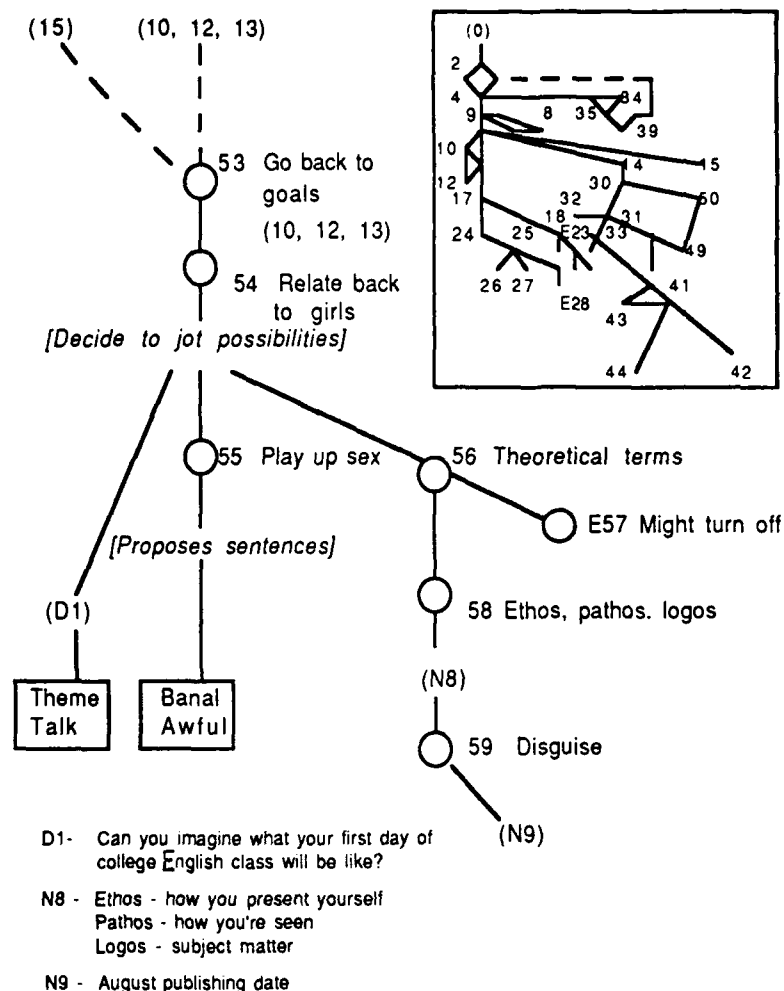 (15) (10, 12, 13)
53 Go back to
goals
(10, 12, 13)
54 Relate back
to girls
[Decide to jot possibilities]
55 Play up sex
56 Theoretical terms
E57 Might turn off
[Proposes sentences]
58 Ethos, pathos. logos
(D1)
Theme
Talk
Banal
Awful
(N8)
59 Disguise
(N9)
(0)
2
4
35
34
9
8
39
10
14
15
12
30
17
32
50
18
31
24
25
E23
33
49
26
27
E28
41
43
44
42
D1- Can you imagine what your first day of
college English class will be like?
N8 - Ethos - how you present yourself
Pathos - how you're seen
Logos - subject matter
N9 - August publishing date